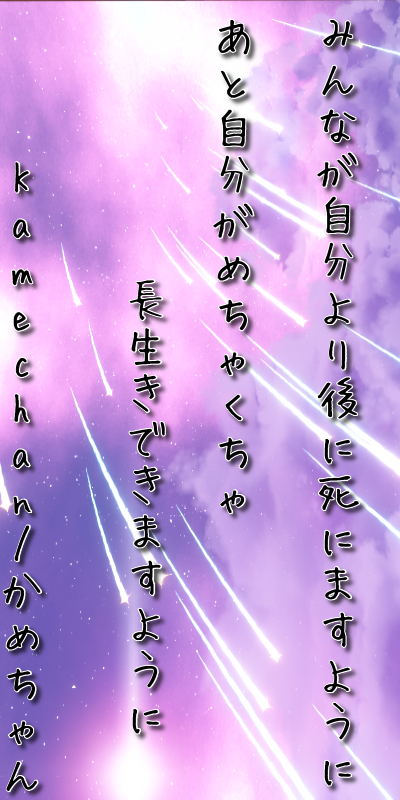 みんなが自分より後に死にますように
あと自分がめちゃくちゃ
長生きできますように
kamechan/かめちゃん